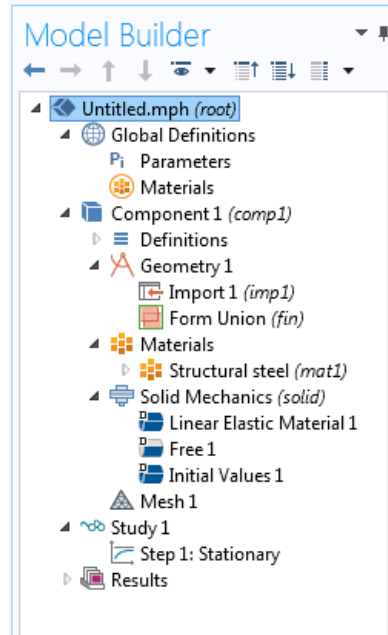 Model Builder
Untitled.mph (root)
Global Definitions
Pi Parameters
Materials
Component 1 (comp1)
Definitions
Geometry 1
Import 1 (imp1)
Form Union (fin)
Materials
Structural steel (mat1)
Solid Mechanics (solid)
D Linear Elastic Material 1
D Free 1
D Initial Values 1
Mesh 1
Study 1
Step 1: Stationary
Results